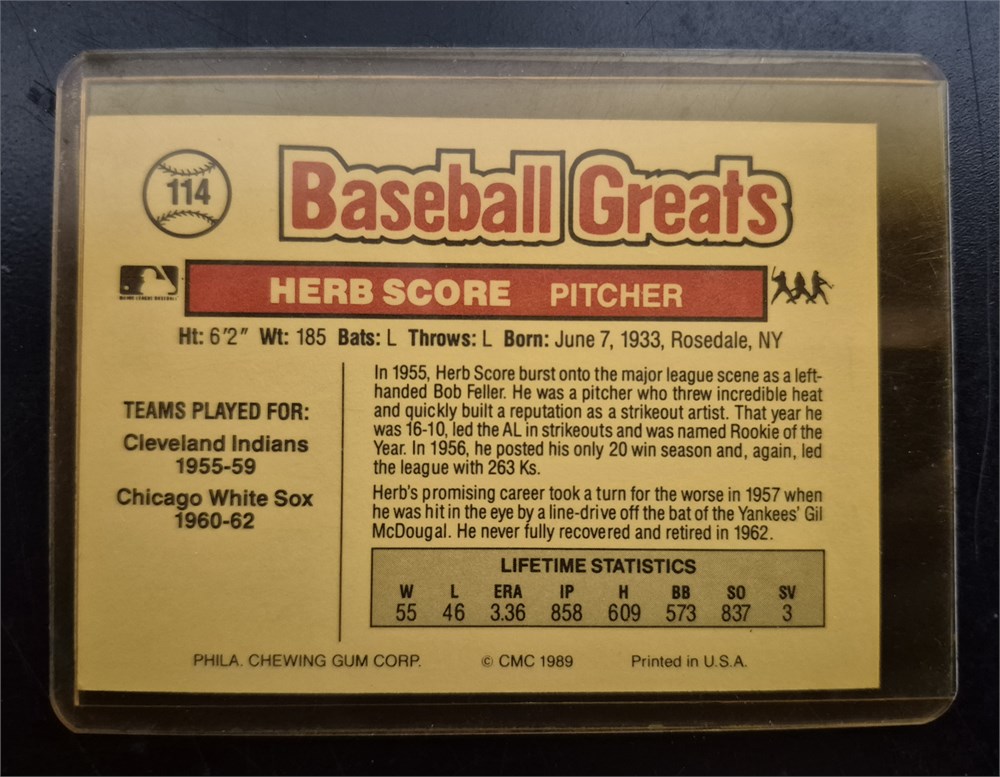 114
Baseball Greats
MAJOR LEAGUE BASEBALL
HERB SCORE PITCHER
Ht: 6'2" Wt: 185 Bats: L Throws: L Born: June 7, 1933, Rosedale, NY
TEAMS PLAYED FOR:
Cleveland Indians
1955-59
Chicago White Sox
1960-62
In 1955, Herb Score burst onto the major league scene as a left-
handed Bob Feller. He was a pitcher who threw incredible heat
and quickly built a reputation as a strikeout artist. That year he
was 16-10, led the AL in strikeouts and was named Rookie of the
Year. In 1956, he posted his only 20 win season and, again, led
the league with 263 Ks.
Herb's promising career took a turn for the worse in 1957 when
he was hit in the eye by a line-drive off the bat of the Yankees' Gil
McDougal. He never fully recovered and retired in 1962.
LIFETIME STATISTICS
W L ERA IP H BB SO SV
55 46 3.36 858 609 573 837 3
PHILA. CHEWING GUM CORP. © CMC 1989 Printed in U.S.A.